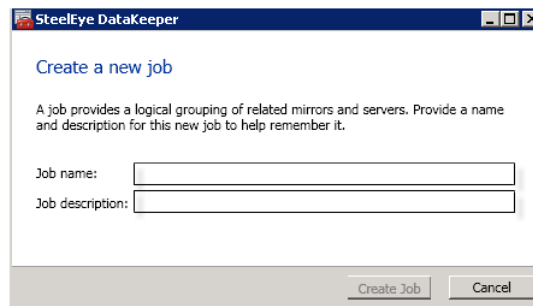 SteelEye DataKeeper
Create a new job
A job provides a logical grouping of related mirrors and servers. Provide a name
and description for this new job to help remember it.
Job name:
Job description:
Create Job Cancel